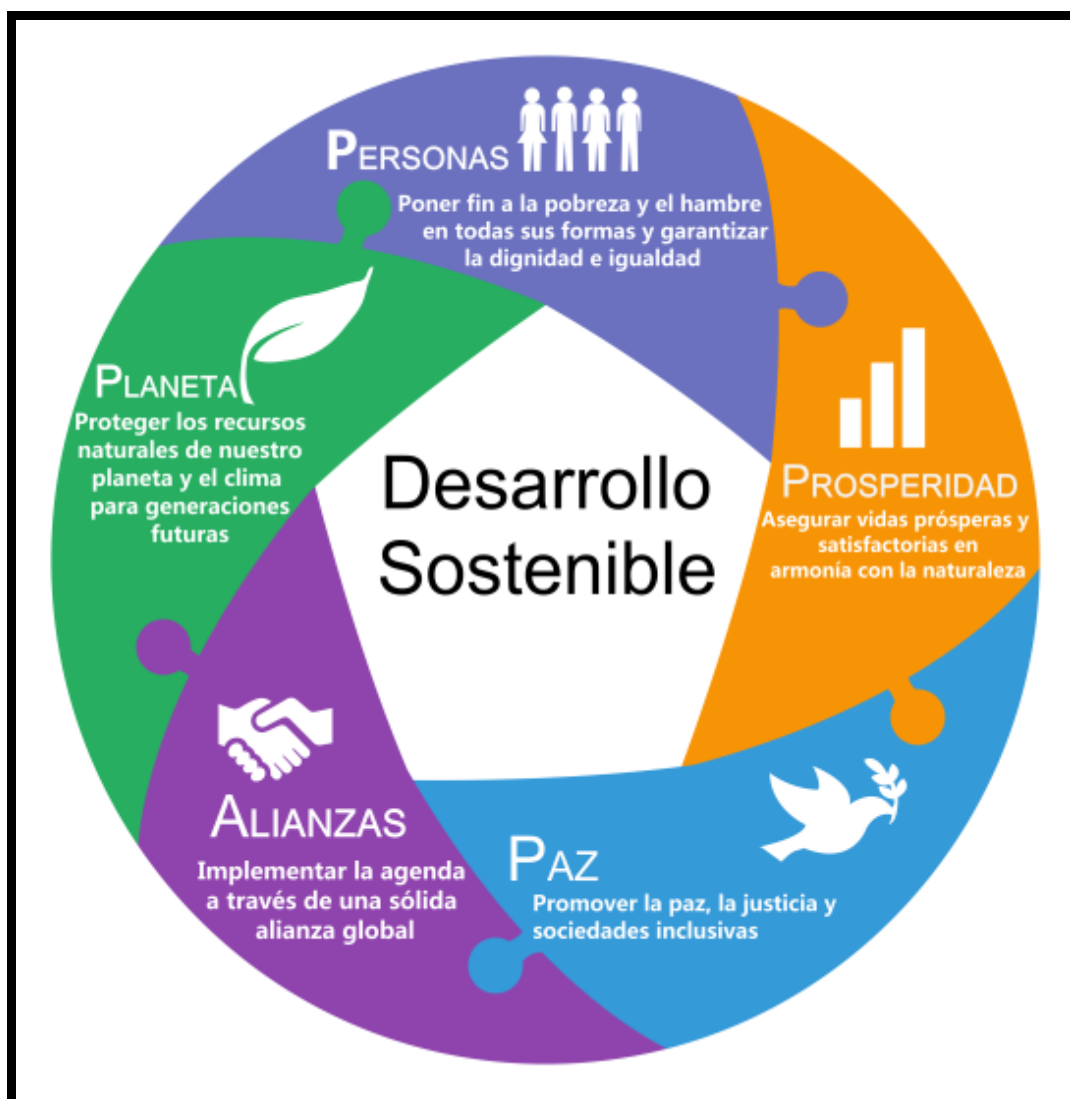 PERSONAS
Poner fin a la pobreza y el hambre
en todas sus formas y garantizar
la dignidad e igualdad
PLANETA
Proteger los recursos
naturales de nuestro
planeta y el clima
para generaciones
futuras
Desarrollo
Sostenible
PROSPERIDAD
Asegurar vidas prósperas y
satisfactorias en
armonía con la naturaleza
ALIANZAS
Implementar la agenda
a través de una sólida
alianza global
PAZ
Promover la paz, la justicia y
sociedades inclusivas